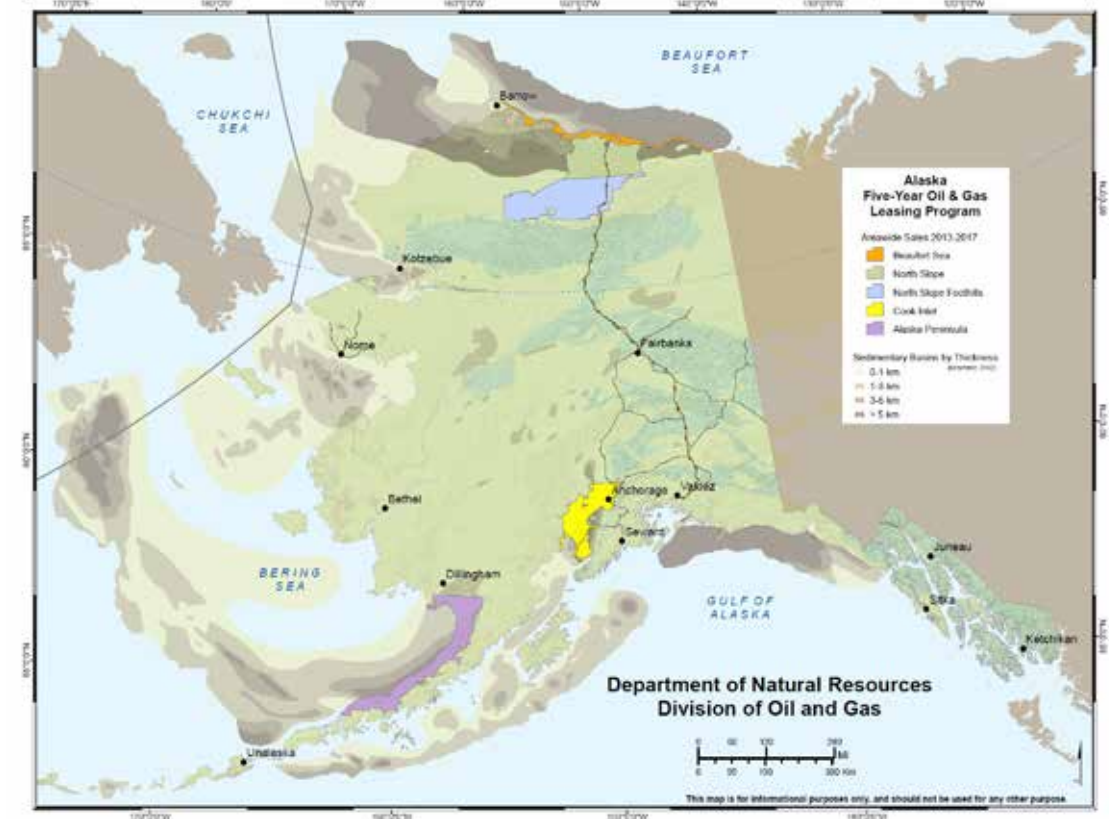 BEAUFORT
SEA
CHUKCHI
SEA
Barrow
Kotzebue
Nome
Fairbanks
Bethel
Anchorage
Valdez
Seward
Dillingham
BERING
SEA
Juneau
Sitka
Ketchikan
GULF OF
ALASKA
Unalaska
Alaska
Five-Year Oil & Gas
Leasing Program
Areawide Sales 2013-2017
Beaufort Sea
North Slope
North Slope Foothills
Cook Inlet
Alaska Peninsula
Sedimentary Basins by Thickness
0-1 km
3-5 km
> 5 km
Department of Natural Resources
Division of Oil and Gas
Mi
Km
This map is for informational purposes only, and should not be used for any other purpose.